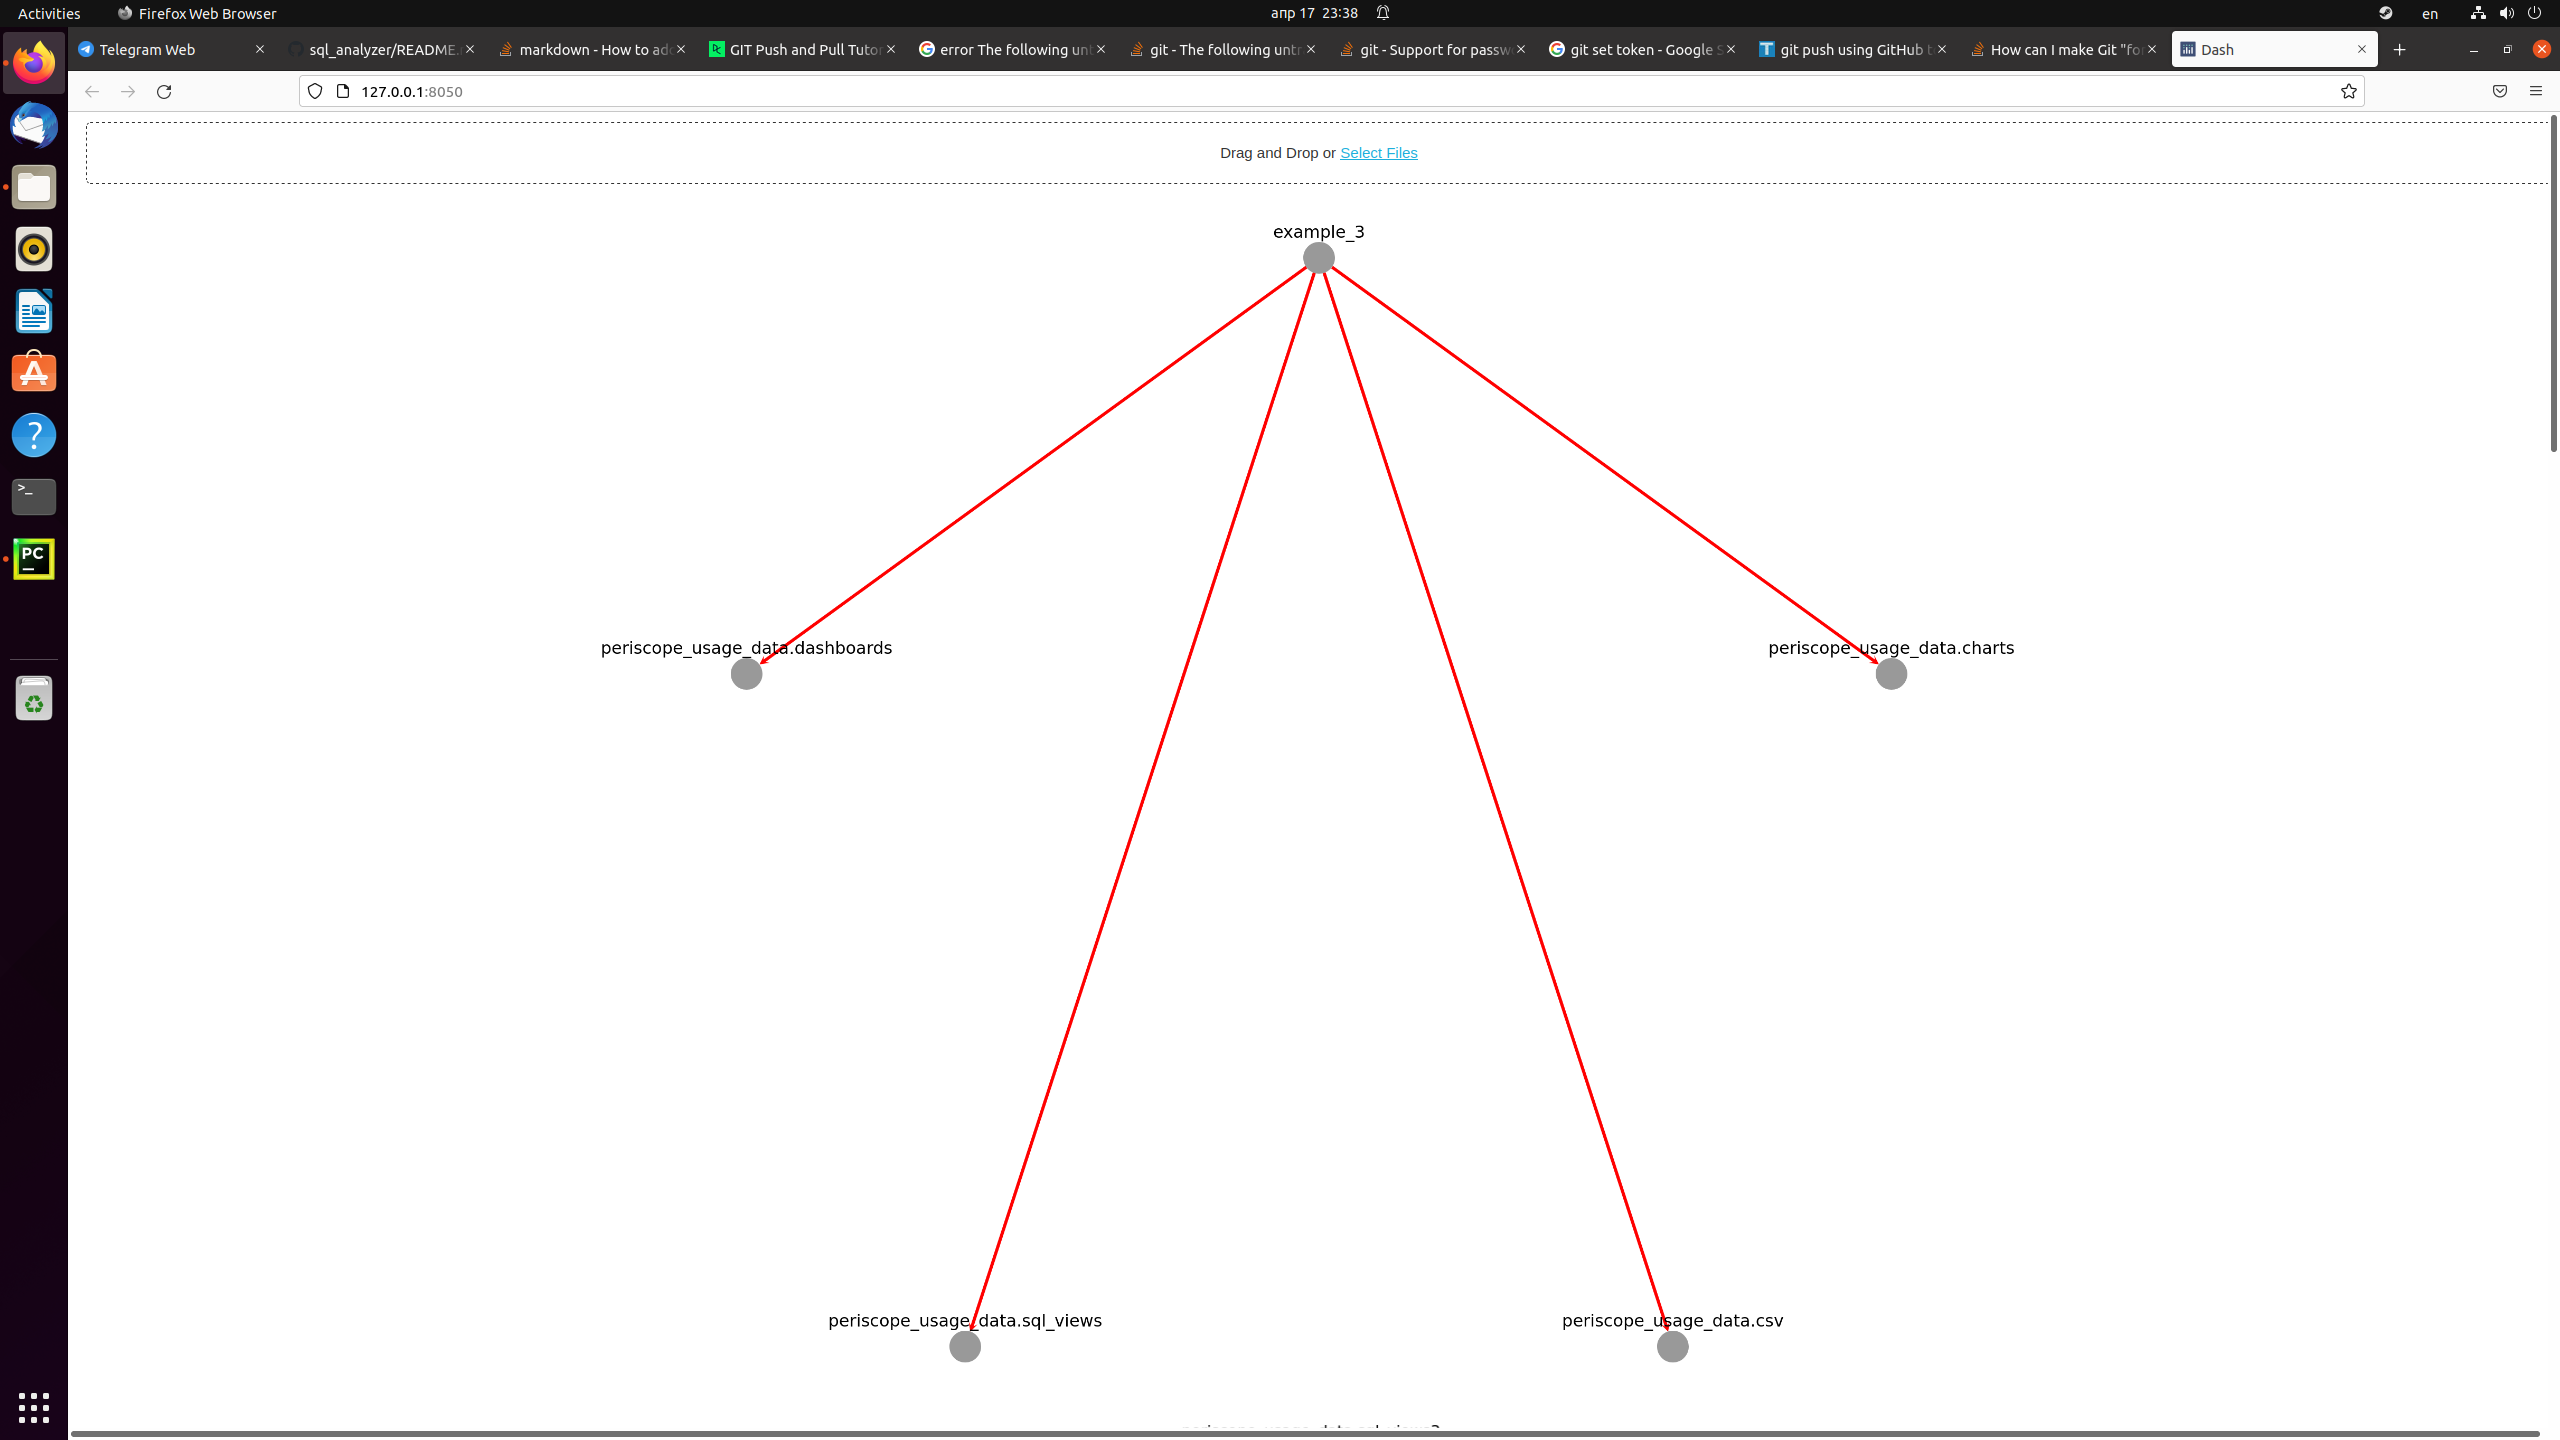 Activities
Firefox Web Browser
апр 17 23:38
en
Telegram Web
sql_analyzer/README.
markdown - How to ad
GIT Push and Pull Tutor
error The following un
git - The following untr
git - Support for passw
git set token - Google S
git push using GitHub t
How can I make Git "fo
Dash
127.0.0.1:8050
Drag and Drop or Select Files
example_3
periscope_usage_data.dashboards
periscope_usage_data.charts
periscope_usage_data.sql_views
periscope_usage_data.csv
PC